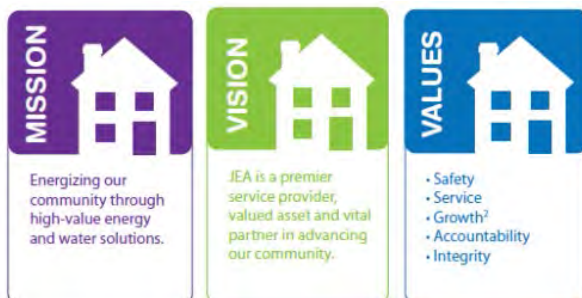 MISSION
Energizing our
community through
high-value energy
and water solutions.
VISION
JEA is a premier
service provider,
valued asset and vital
partner in advancing
our community.
VALUES
• Safety
• Service
• Growth²
• Accountability
• Integrity